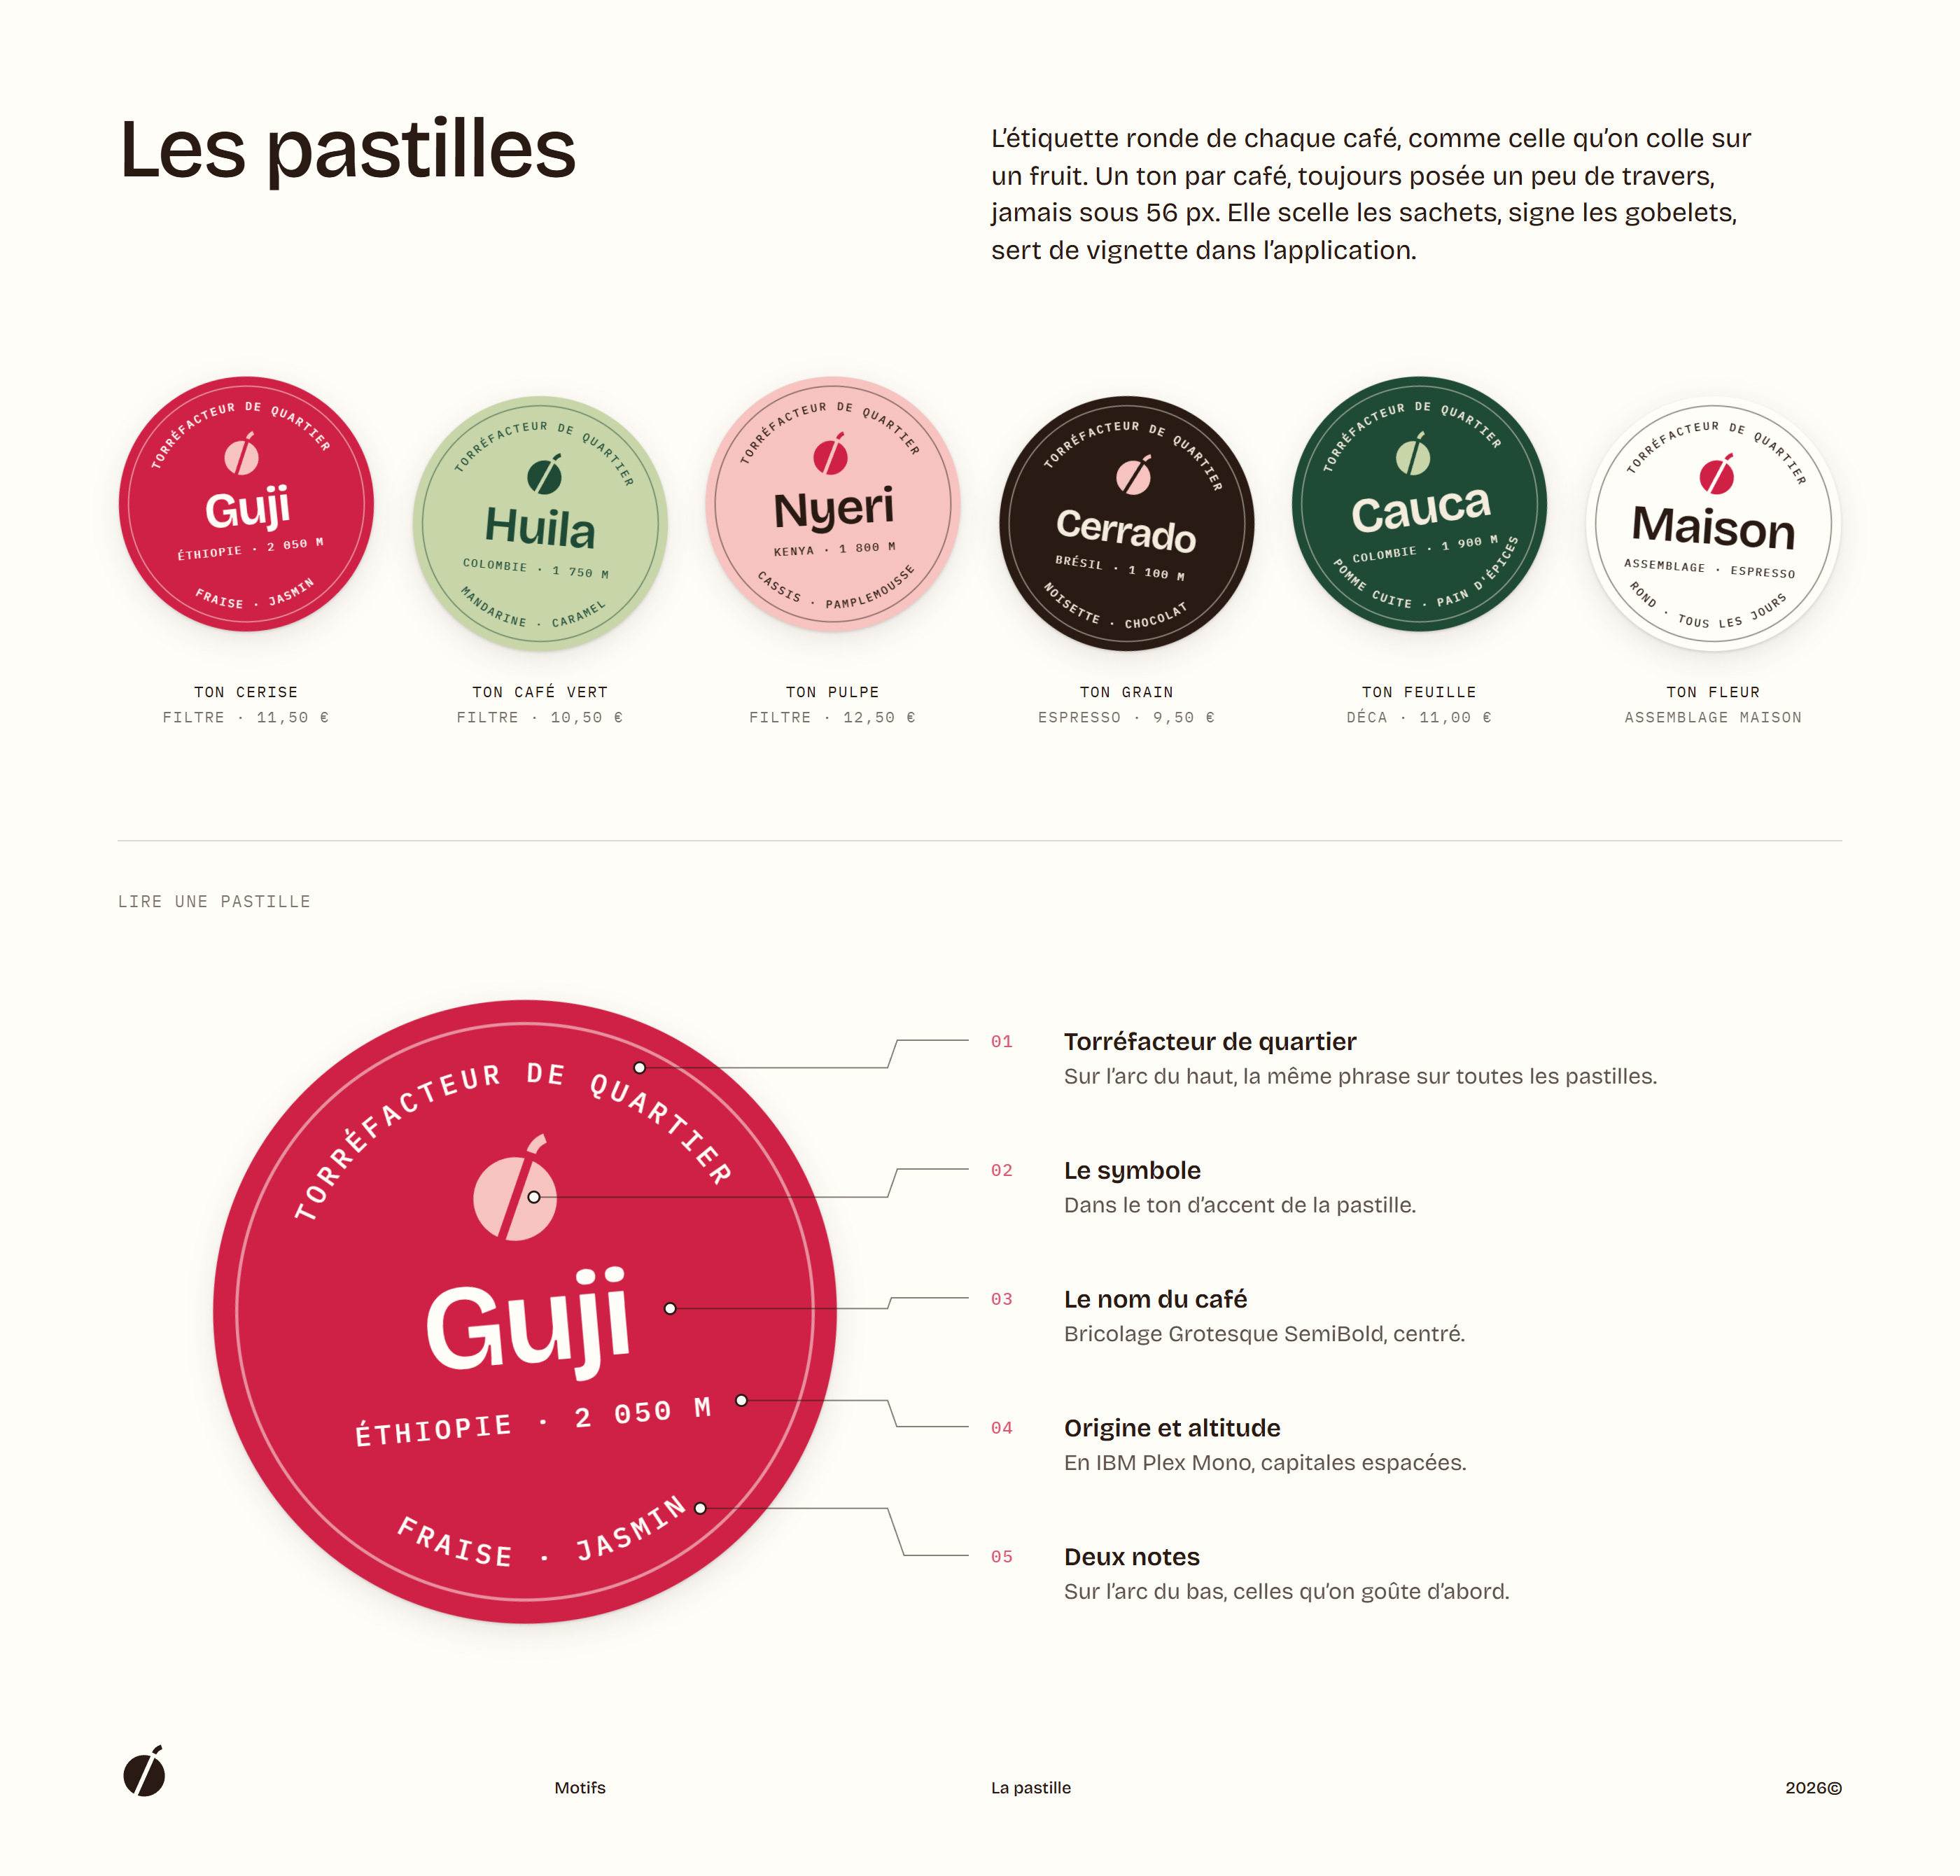 Les pastilles
L’étiquette ronde de chaque café, comme celle qu’on colle sur
un fruit. Un ton par café, toujours posée un peu de travers,
jamais sous 56 px. Elle scelle les sachets, signe les gobelets,
sert de vignette dans l’application.
TORRÉFACTEUR DE QUARTIER
Guji
ÉTHIOPIE · 2 050 M
FRAISE · JASMIN
TON CERISE
FILTRE · 11,50 €
TORRÉFACTEUR DE QUARTIER
Huila
COLOMBIE · 1 750 M
MANDARINE · CARAMEL
TON CAFÉ VERT
FILTRE · 10,50 €
TORRÉFACTEUR DE QUARTIER
Nyeri
KENYA · 1 800 M
CASSIS · PAMPLEMOUSSE
TON PULPE
FILTRE · 12,50 €
TORRÉFACTEUR DE QUARTIER
Cerrado
BRÉSIL · 1 100 M
NOISETTE · CHOCOLAT
TON GRAIN
ESPRESSO · 9,50 €
TORRÉFACTEUR DE QUARTIER
Cauca
COLOMBIE · 1 900 M
POMME CUITE · PAIN D'ÉPICES
TON FEUILLE
DÉCA · 11,00 €
TORRÉFACTEUR DE QUARTIER
Maison
ASSEMBLAGE · ESPRESSO
ROND · TOUS LES JOURS
TON FLEUR
ASSEMBLAGE MAISON
LIRE UNE PASTILLE
TORRÉFACTEUR DE QUARTIER
Guji
ÉTHIOPIE · 2 050 M
FRAISE · JASMIN
01 Torréfacteur de quartier
Sur l’arc du haut, la même phrase sur toutes les pastilles.
02 Le symbole
Dans le ton d’accent de la pastille.
03 Le nom du café
Bricolage Grotesque SemiBold, centré.
04 Origine et altitude
En IBM Plex Mono, capitales espacées.
05 Deux notes
Sur l’arc du bas, celles qu’on goûte d’abord.
Motifs
La pastille
2026©